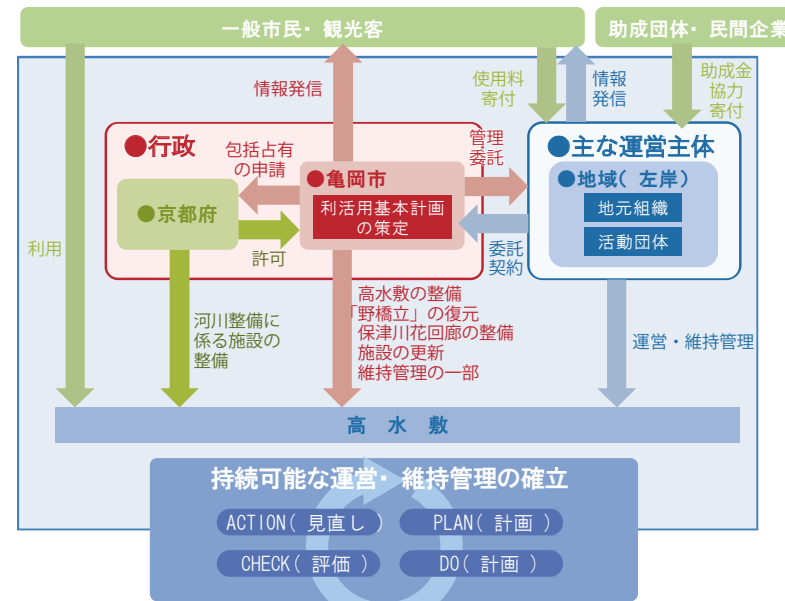 一般市民・観光客
助成団体・民間企業
情報発信
使用料
寄付
情報
発信
助成金
協力
寄付
●行政
包括占有
の申請
管理
委託
●主な運営主体
●亀岡市
利活用基本計画
の策定
●地域( 左岸)
地元組織
活動団体
●京都府
利用
許可
委託
契約
河川整備に
係る施設の
整備
高水敷の整備
「野橋立」の復元
保津川花回廊の整備
施設の更新
維持管理の一部
運営・維持管理
高 水 敷
持続可能な運営・維持管理の確立
ACTION( 見直し )
PLAN( 計画 )
CHECK( 評価 )
DO( 計画 )